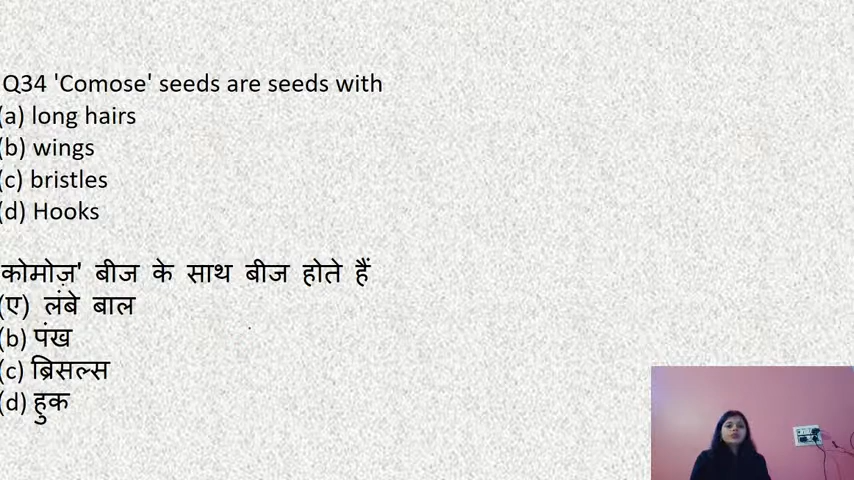 Q34 'Comose' seeds are seeds with
(a) long hairs
(b) wings
(c) bristles
(d) Hooks
कोमोज़' बीज के साथ बीज होते हैं
(ए) लंबे बाल
(b) पंख
(c) ब्रिसल्स
(d) हुक